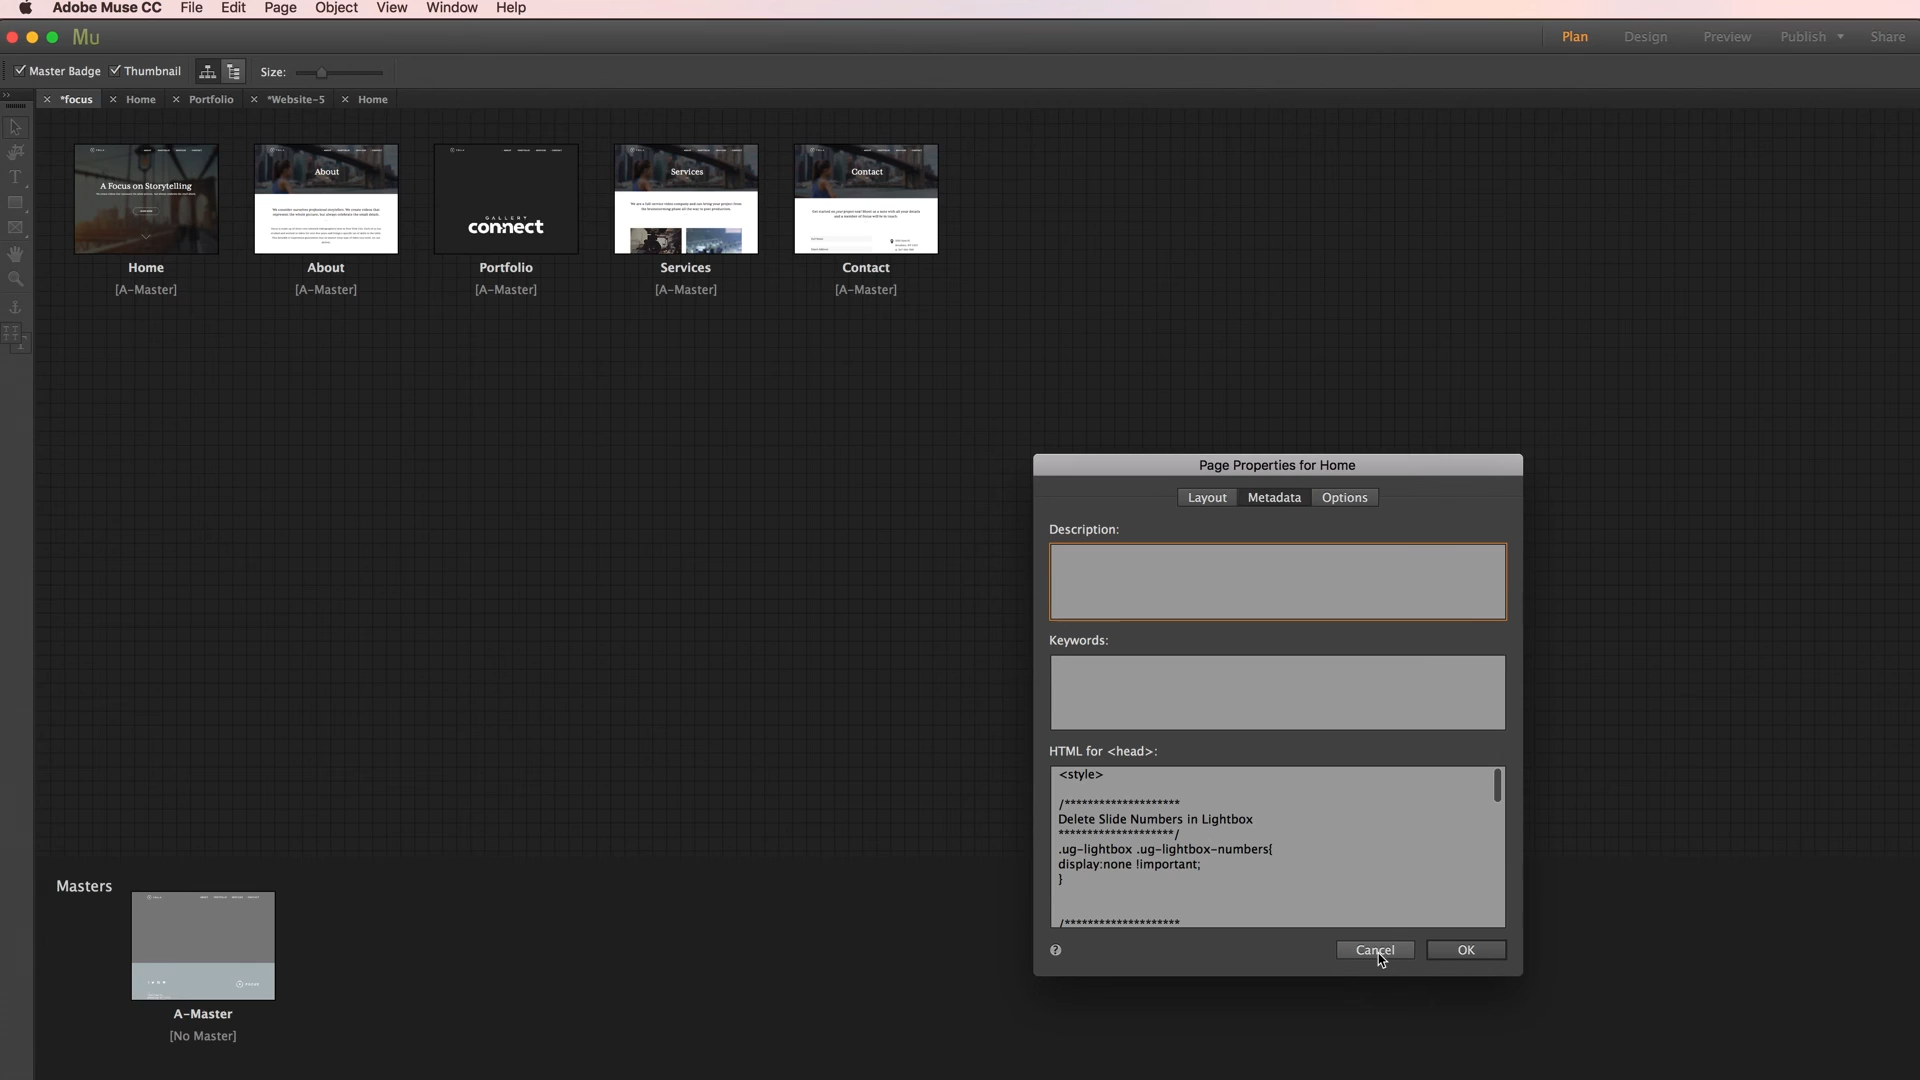 Adobe Muse CC File Edit Page Object View Window Help
Mu
Plan Design Preview Publish Share
Master Badge Thumbnail Size:
*focus Home Portfolio *Website-5 Home
A Focus on Storytelling
Home
[A-Master]
About
About
[A-Master]
GALLERY
connect
Portfolio
[A-Master]
Services
Services
[A-Master]
Contact
Contact
[A-Master]
Page Properties for Home
Layout Metadata Options
Description:
Keywords:
HTML for <head>:
<style>
/********************
Delete Slide Numbers in Lightbox
********************/
.ug-lightbox .ug-lightbox-numbers{
display:none !important;
}
/********************
? Cancel OK
Masters
A-Master
[No Master]